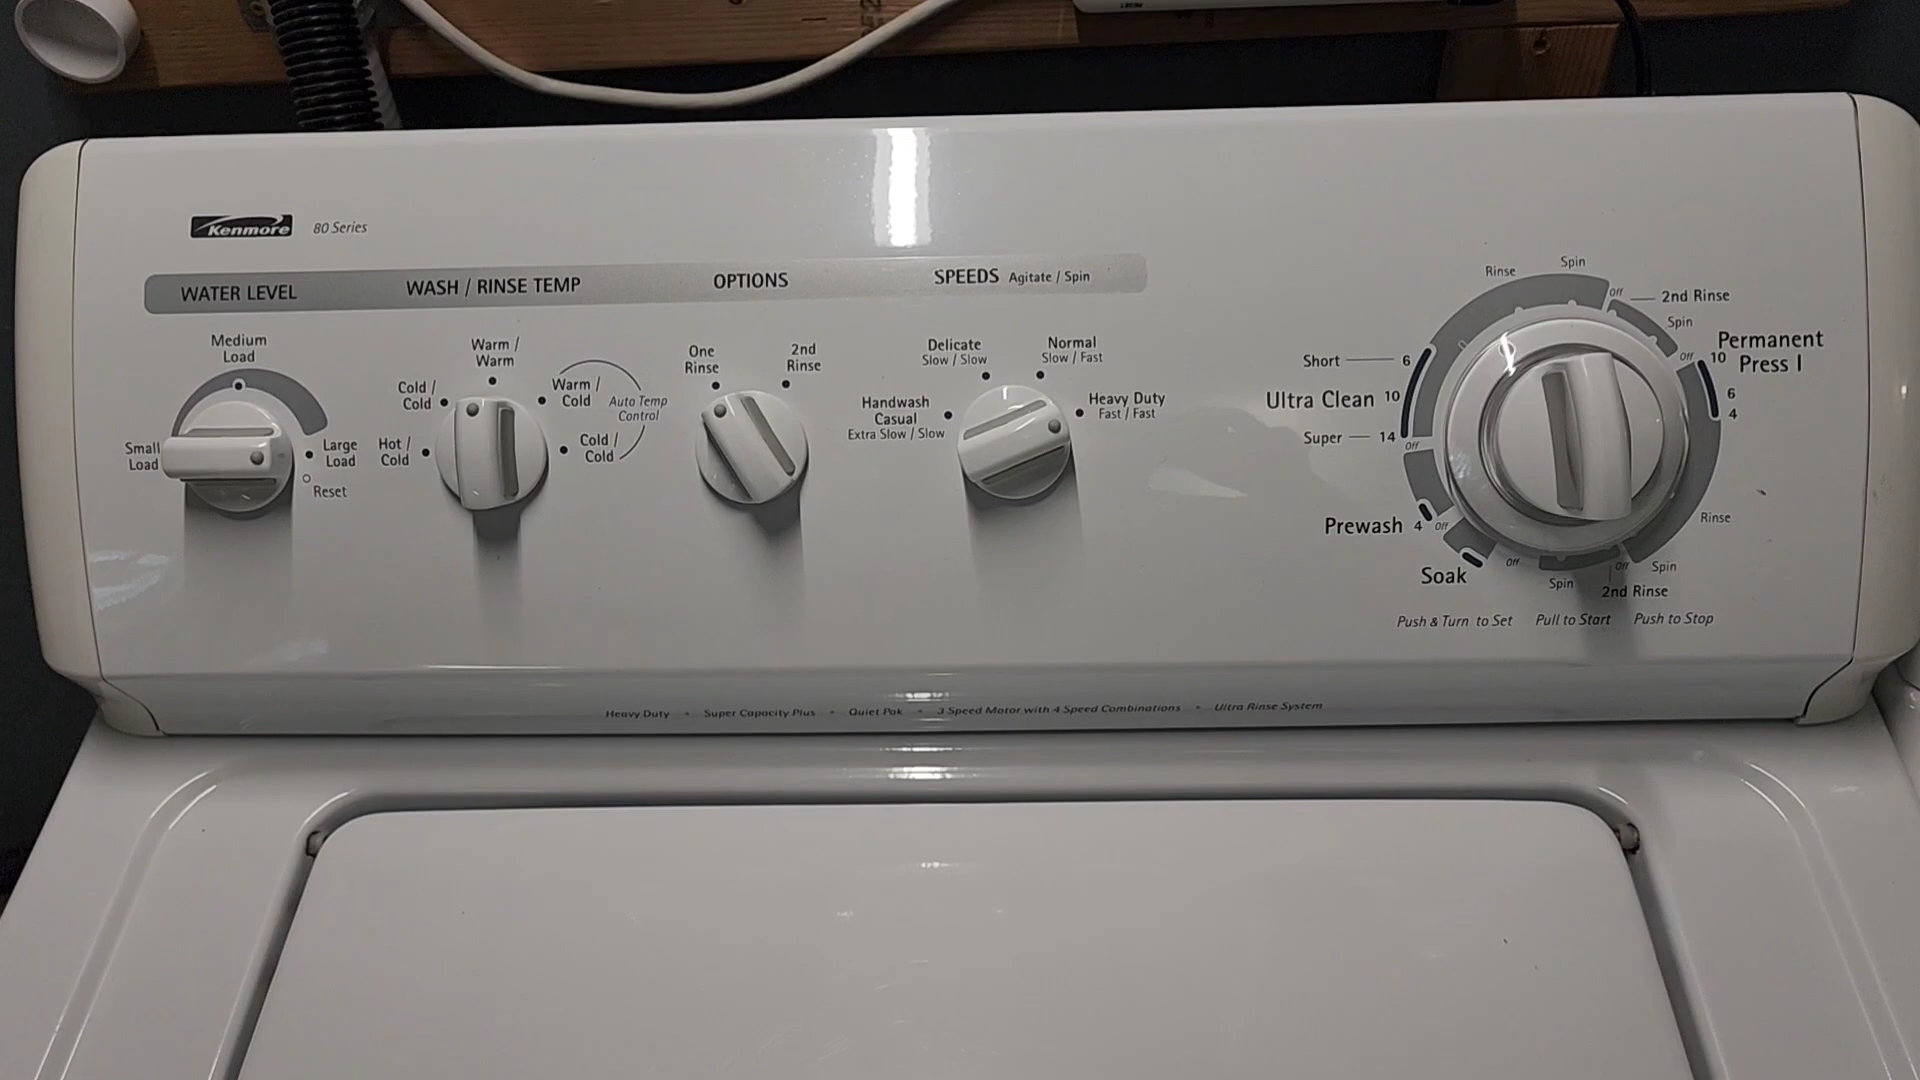 RESET
Kenmore 80 Series
WATER LEVEL
WASH / RINSE TEMP
OPTIONS
SPEEDS Agitate / Spin
Medium
Load
Small
Load
Large
Load
Reset
Warm /
Warm
Cold /
Cold
Hot /
Cold
Warm /
Cold
Auto Temp
Control
Cold /
Cold
One
Rinse
2nd
Rinse
Delicate
Slow / Slow
Normal
Slow / Fast
Handwash
Casual
Extra Slow / Slow
Heavy Duty
Fast / Fast
Rinse
Spin
Off
2nd Rinse
Spin
Off
10 Permanent
Press I
6
4
Rinse
Spin
Off
2nd Rinse
Spin
Off
Short 6
Ultra Clean 10
Super 14
Off
Prewash 4 Off
Soak
Push & Turn to Set Pull to Start Push to Stop
Heavy Duty • Super Capacity Plus • Quiet Pak • 3 Speed Motor with 4 Speed Combinations • Ultra Rinse System